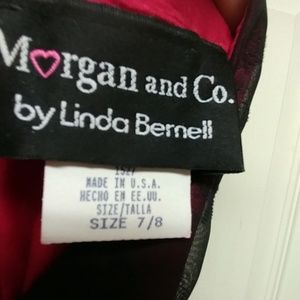 Morgan and Co.
by Linda Bernell
MADE IN U.S.A.
HECHO EN EE.UU.
SIZE/TALLA
SIZE 7/8